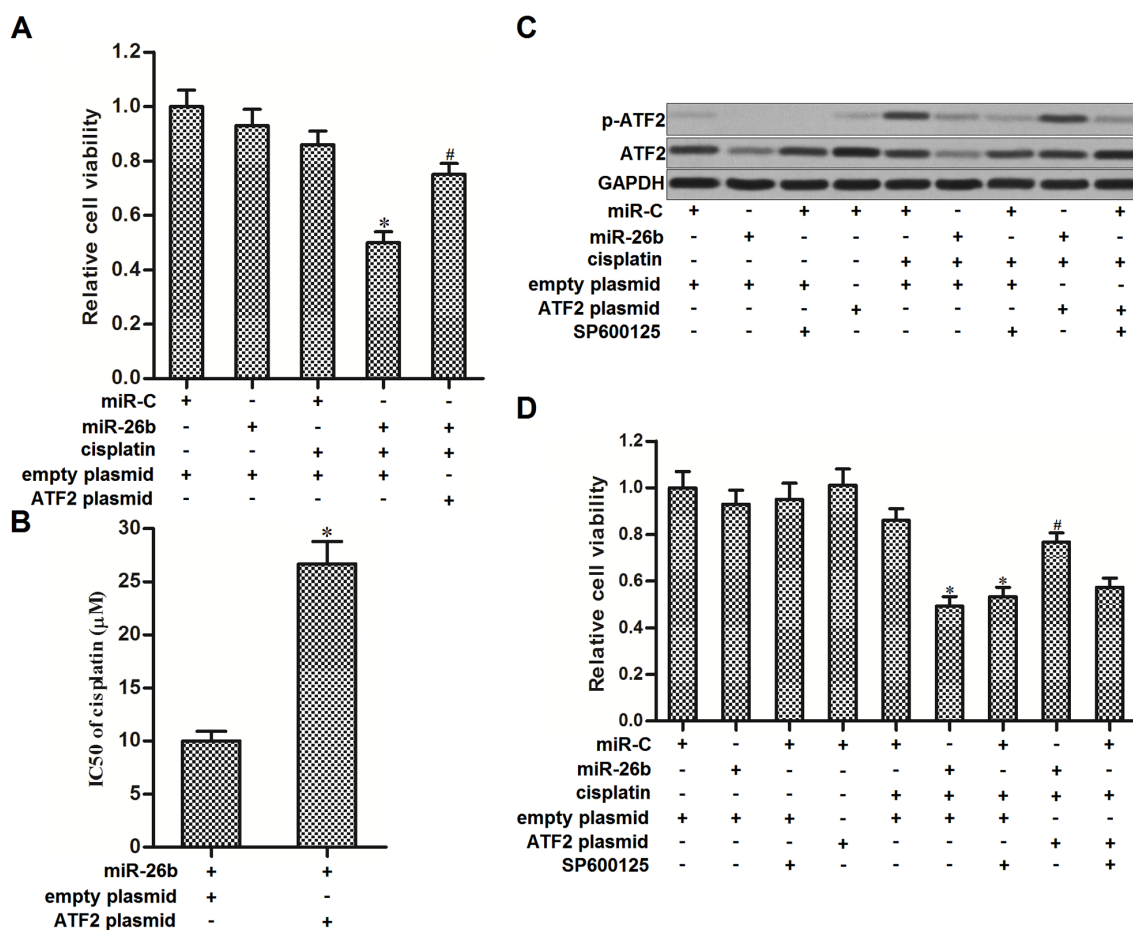 A
1.2
1.0
0.8
0.6
0.4
0.2
0.0
Relative cell viability
*
#
miR-C + - + - -
miR-26b - + - + +
cisplatin - - + + +
empty plasmid + + + + -
ATF2 plasmid - - - - +
B
30
25
20
15
10
5
0
IC50 of cisplatin (μM)
*
miR-26b + +
empty plasmid + -
ATF2 plasmid - +
C
p-ATF2
ATF2
GAPDH
miR-C + - + + + - + - +
miR-26b - + - - - + - + -
cisplatin - - - - + + + + +
empty plasmid + + + - + + + - -
ATF2 plasmid - - - + - - - + +
SP600125 - - + - - - + - +
D
1.2
1.0
0.8
0.6
0.4
0.2
0.0
Relative cell viability
*
*
#
miR-C + - + + + - + - +
miR-26b - + - - - + - + -
cisplatin - - - - + + + + +
empty plasmid + + + - + + + - -
ATF2 plasmid - - - + - - - + +
SP600125 - - + - - - + - +